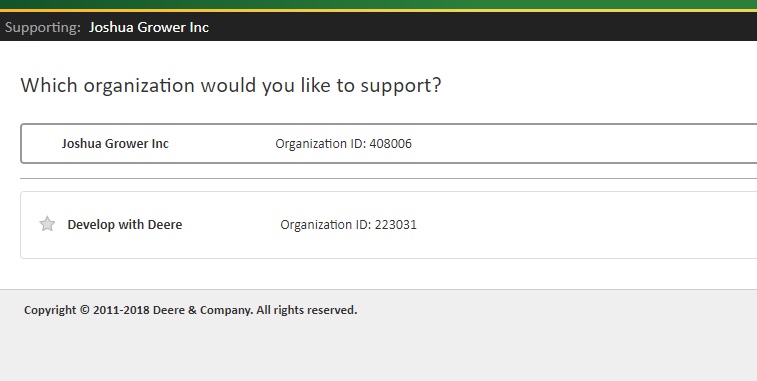 Supporting: Joshua Grower Inc
Which organization would you like to support?
Joshua Grower Inc Organization ID: 408006
Develop with Deere Organization ID: 223031
Copyright © 2011-2018 Deere & Company. All rights reserved.